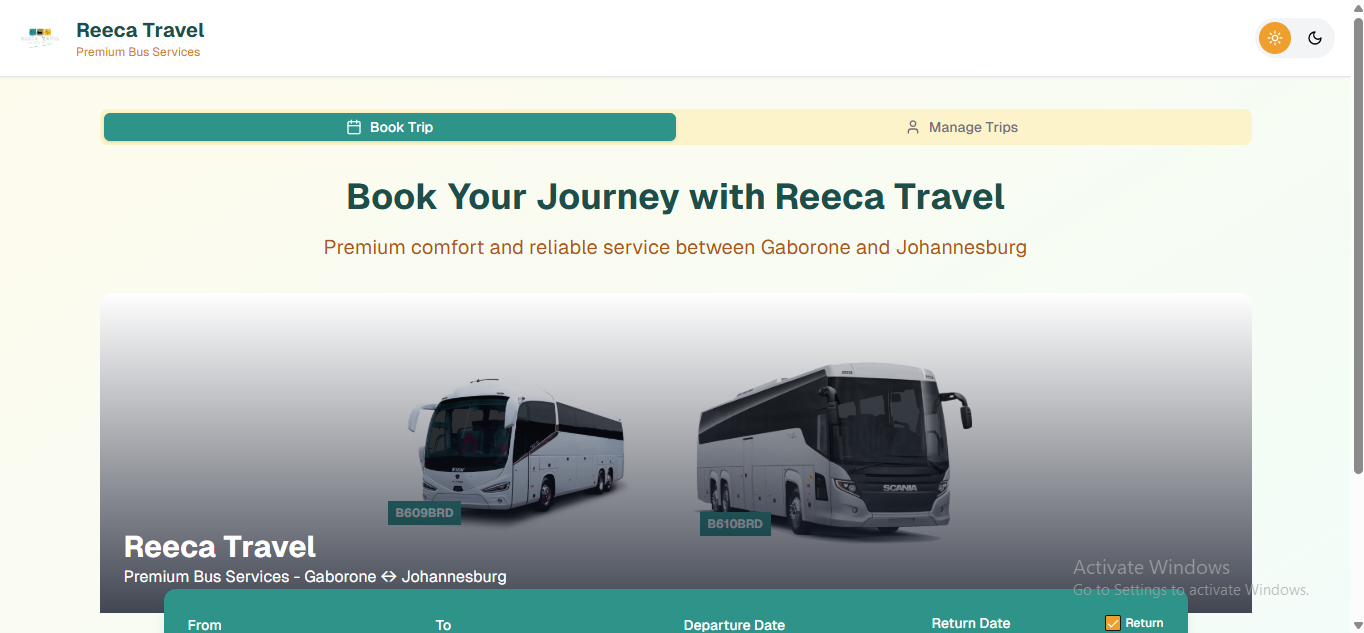 Reeca Travel
Premium Bus Services
Book Trip
Manage Trips
Book Your Journey with Reeca Travel
Premium comfort and reliable service between Gaborone and Johannesburg
SCANIA
B609BRD
B610BRD
Reeca Travel
Premium Bus Services - Gaborone ↔ Johannesburg
Activate Windows
Go to Settings to activate Windows.
From
To
Departure Date
Return Date
Return